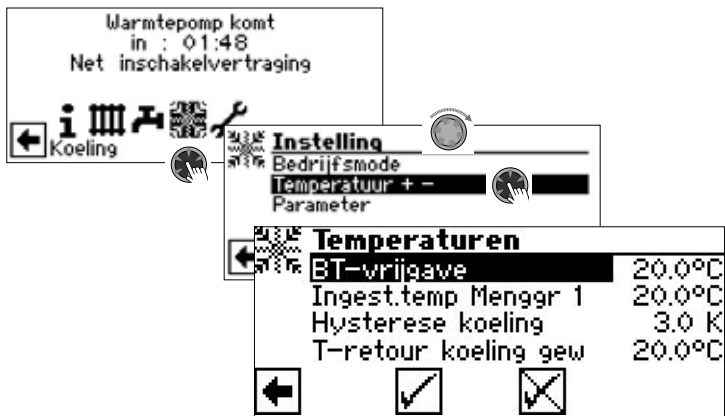 Warmtepomp komt
in : 01:48
Net inschakelvertraging
Koeling
Instelling
Bedrijfsmode
Temperatuur + -
Parameter
Temperaturen
BT-vrijgave 20.0°C
Ingest.temp Menggr 1 20.0°C
Hysterese koeling 3.0 K
T-retour koeling gew 20.0°C